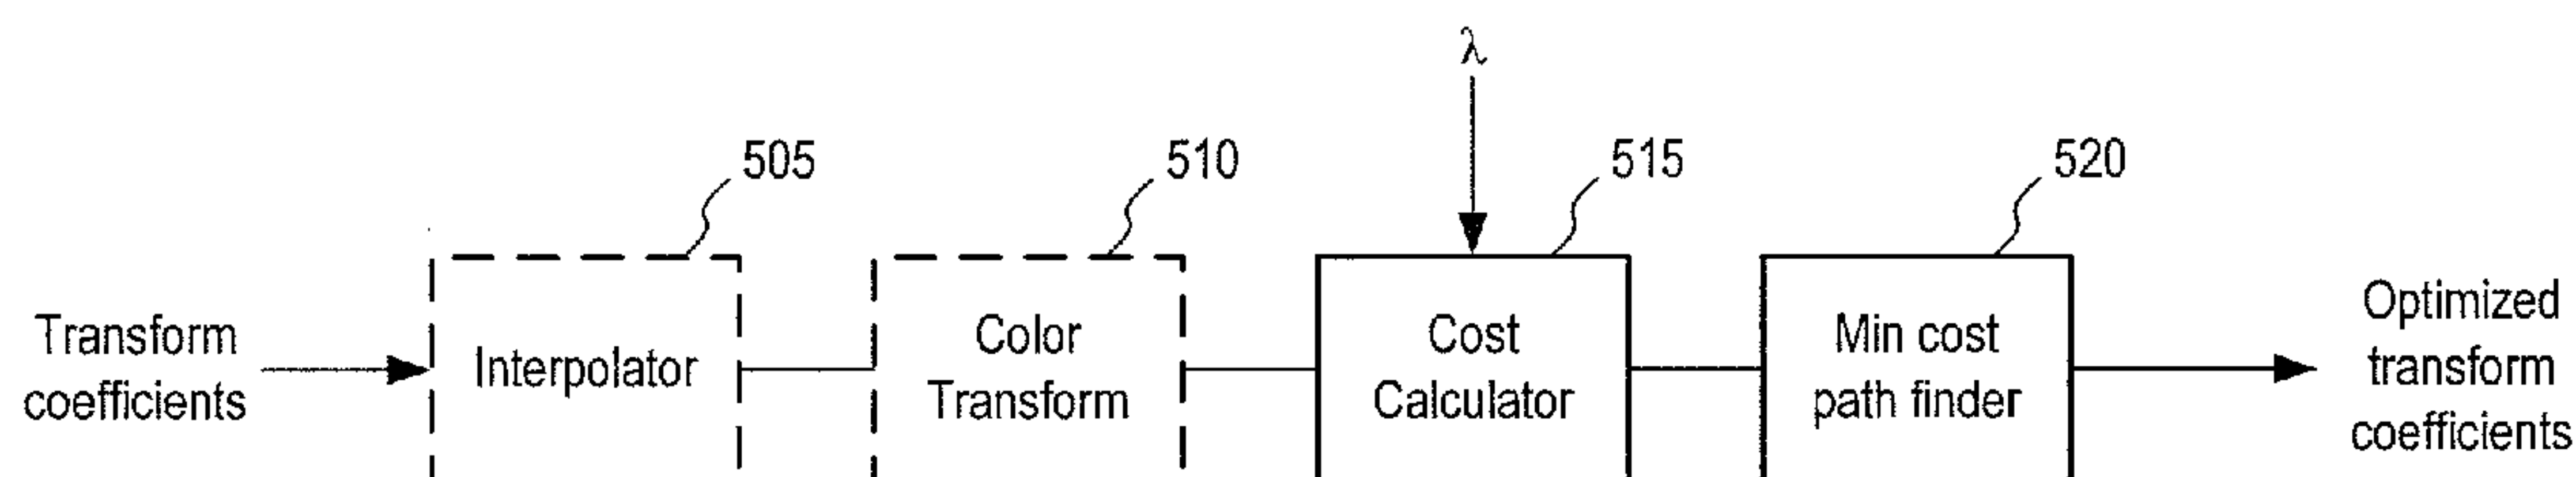 λ
505
510
515
520
Transform
coefficients
Interpolator
Color
Transform
Cost
Calculator
Min cost
path finder
Optimized
transform
coefficients